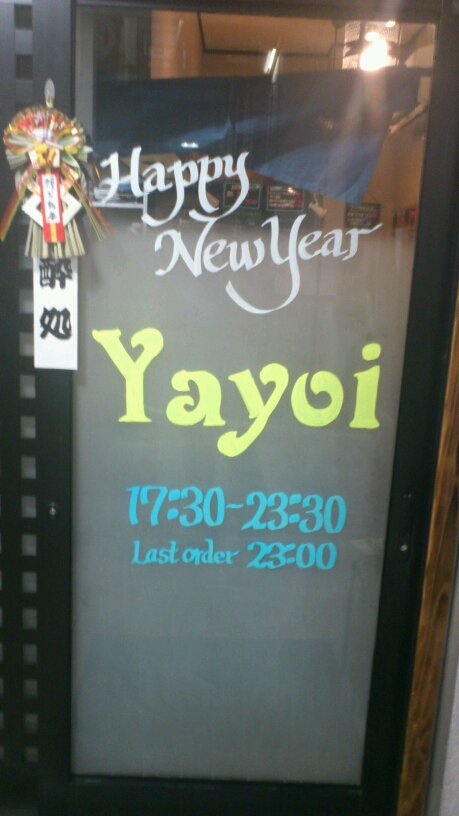 Happy
New Year
Yayoi
17:30-23:30
Last order 23:00
酔処